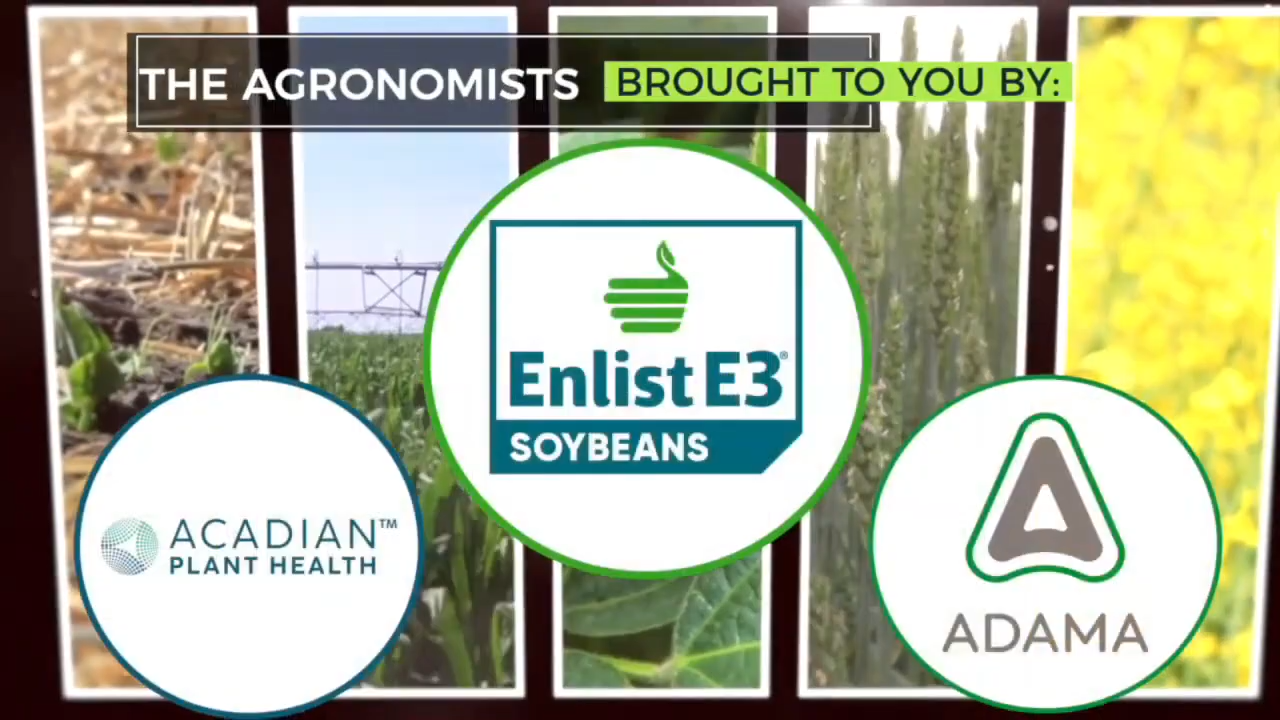 THE AGRONOMISTS BROUGHT TO YOU BY:
Enlist E3®
SOYBEANS
ACADIAN™
PLANT HEALTH
ADAMA